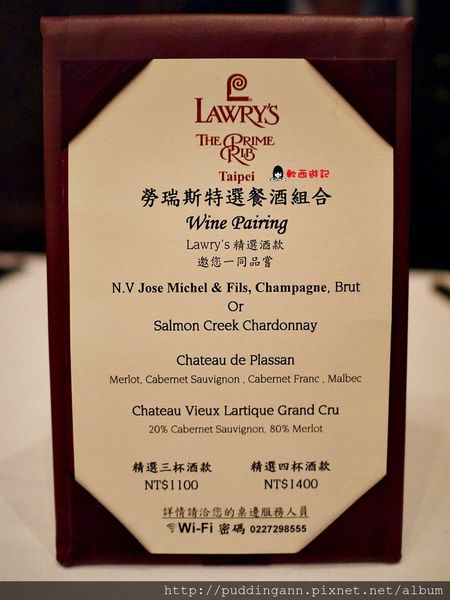 LAWRY'S
THE PRIME RIB
Taipei 軟西遊記
勞瑞斯特選餐酒組合
Wine Pairing
Lawry's 精選酒款
邀您一同品嘗
N.V Jose Michel & Fils, Champagne, Brut
Or
Salmon Creek Chardonnay
Chateau de Plassan
Merlot, Cabernet Sauvignon , Cabernet Franc , Malbec
Chateau Vieux Lartique Grand Cru
20% Cabernet Sauvignon, 80% Merlot
精選三杯酒款 精選四杯酒款
NT$1100 NT$1400
詳情請洽您的桌邊服務人員
Wi-Fi 密碼 0227298555
http://puddingann.pixnet.net/album